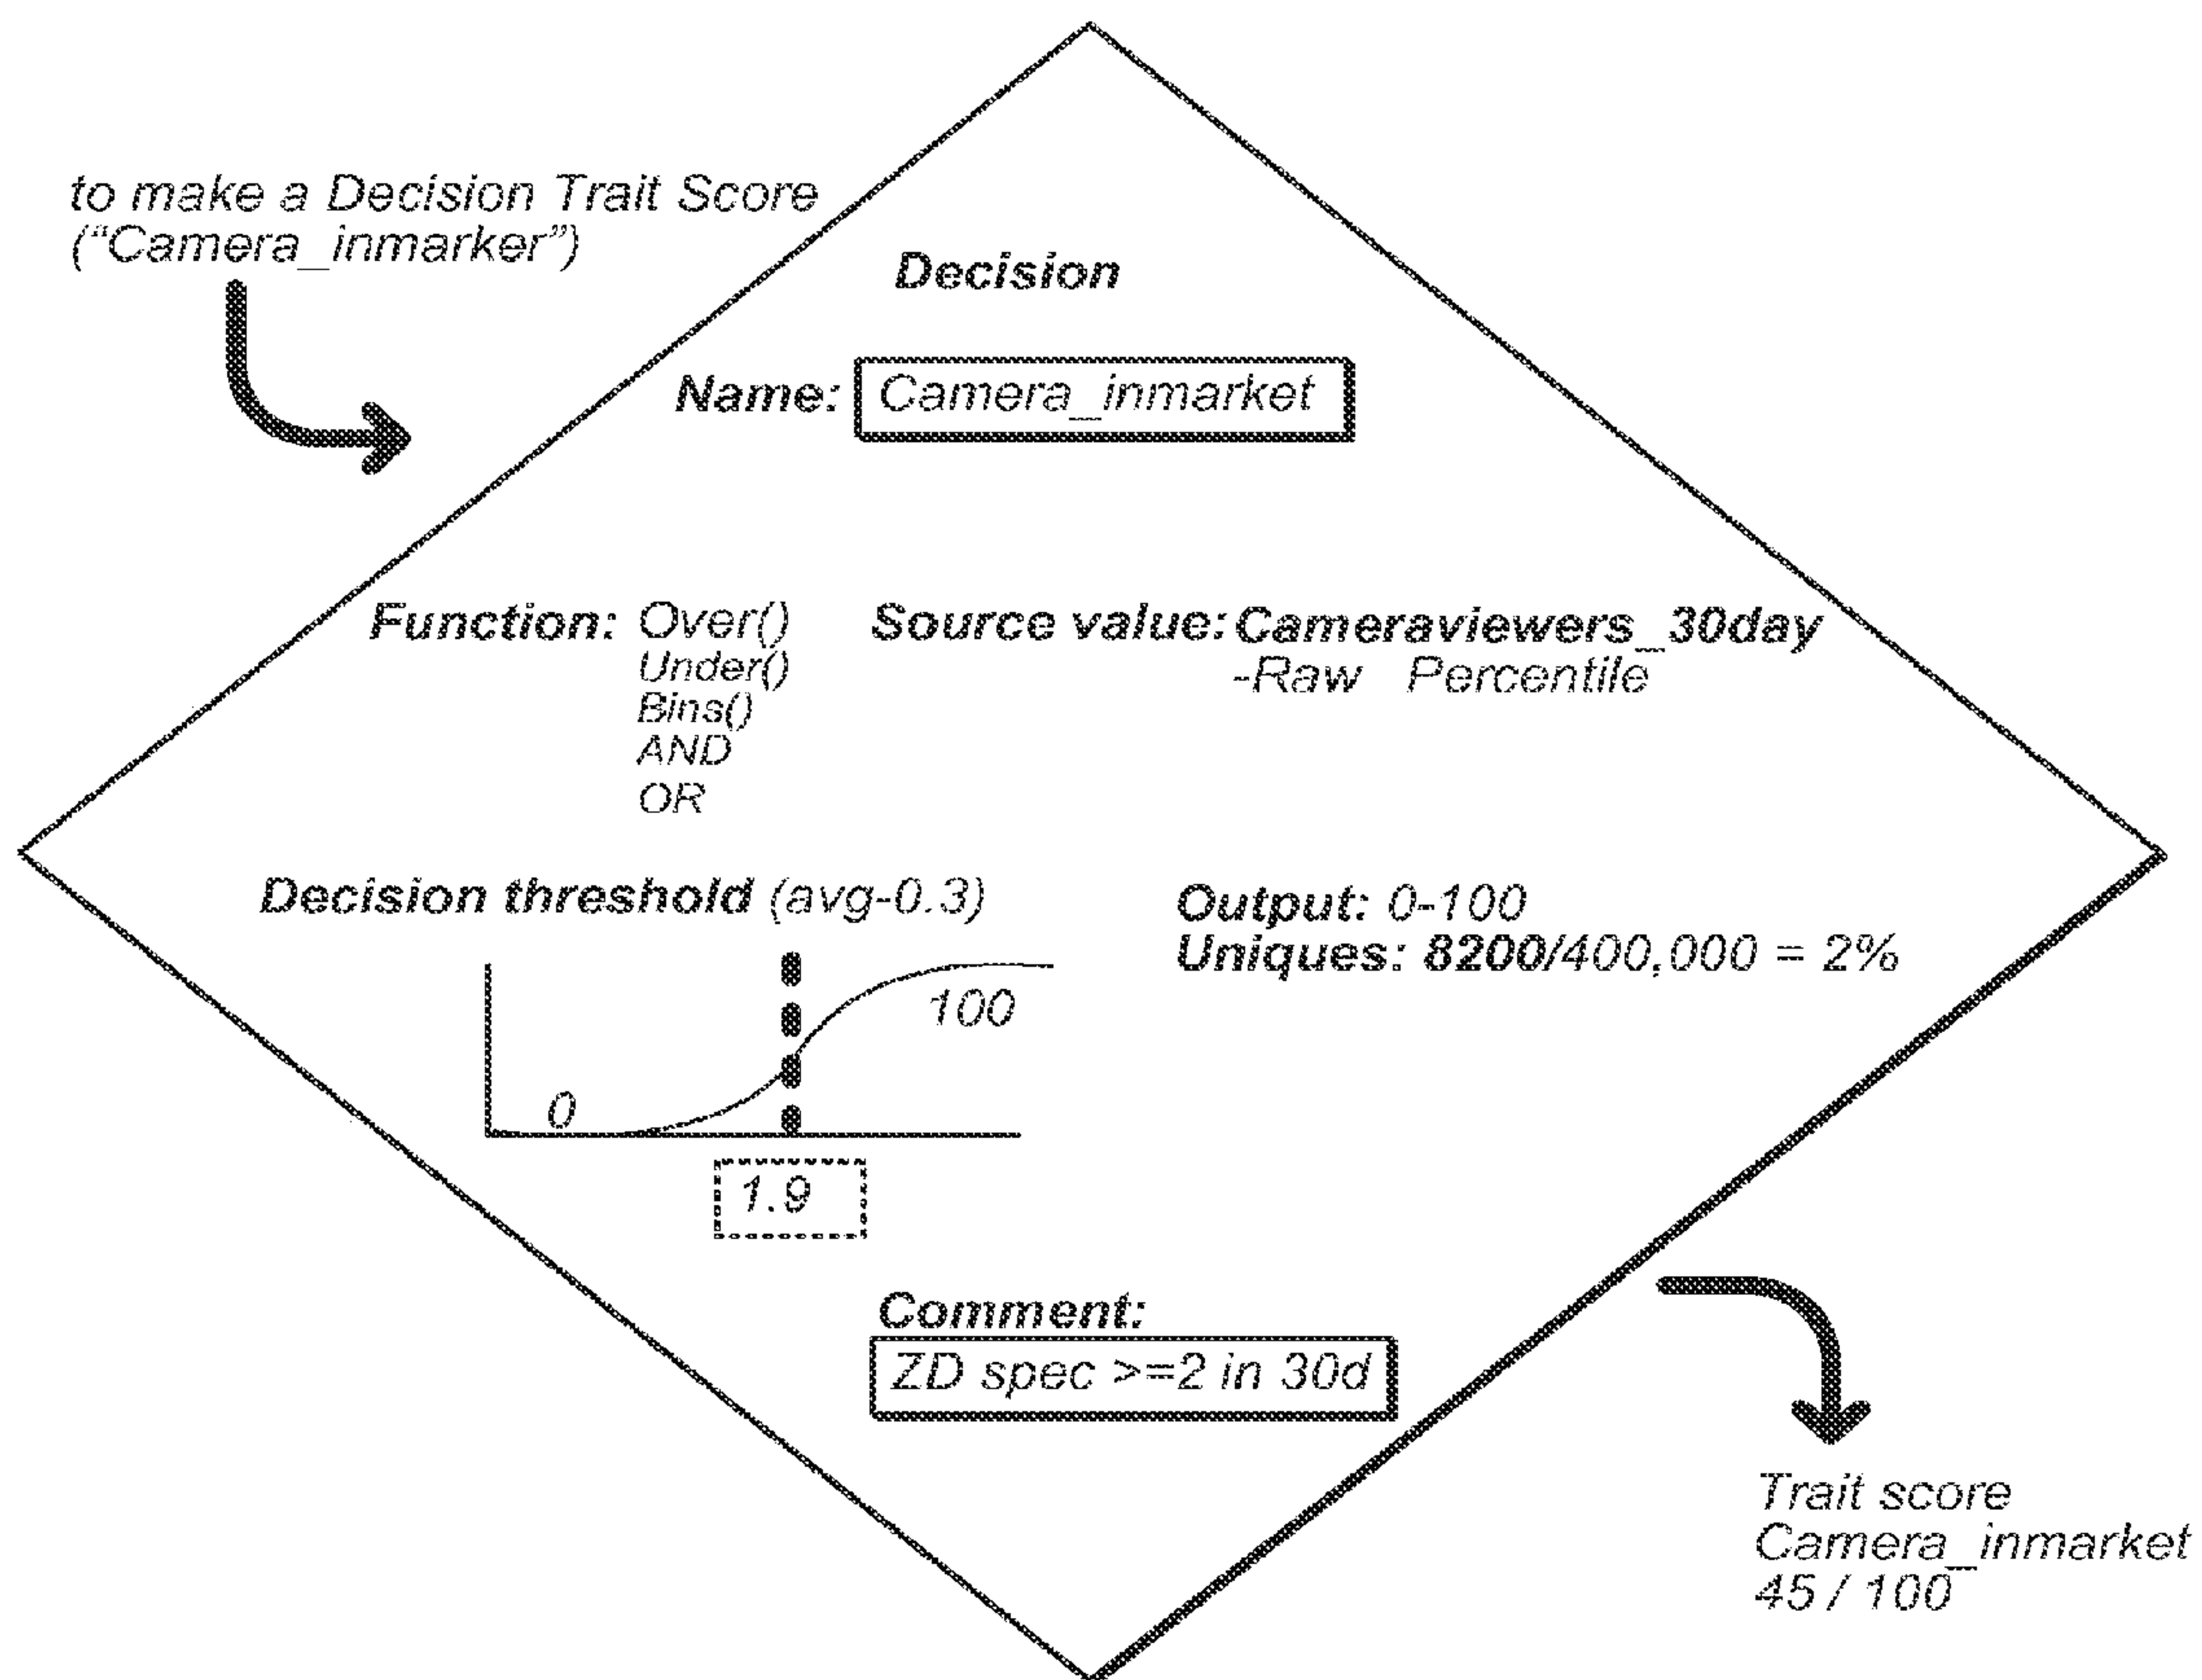 to make a Decision Trait Score
(“Camera_inmarker”)
Decision
Name: Camera_inmarket
Function: Over()
Under()
Bins()
AND
OR
Source value: Cameraviewers_30day
-Raw Percentile
Decision threshold (avg-0.3)
0
100
1.9
Output: 0-100
Uniques: 8200/400,000 = 2%
Comment:
ZD spec >=2 in 30d
Trait score
Camera_inmarket
45 / 100